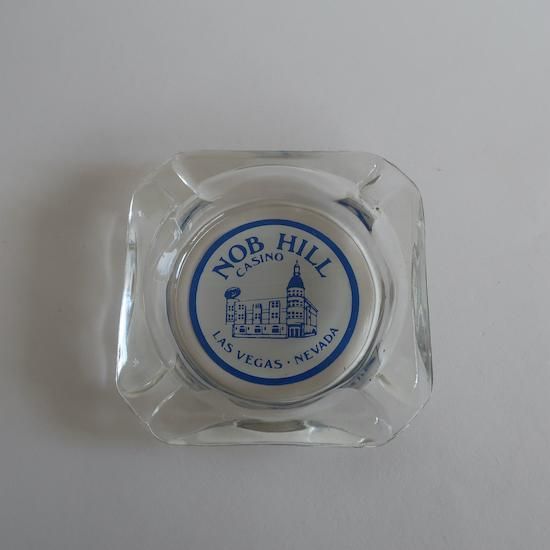 NOB HILL
CASINO
LAS VEGAS · NEVADA